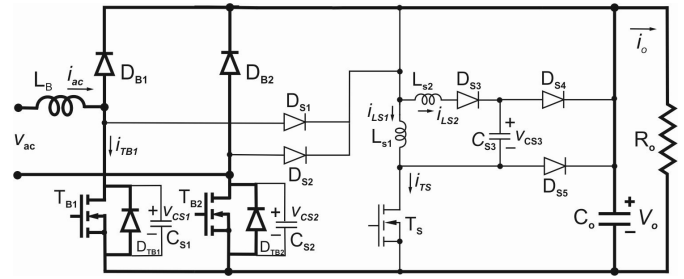 i_ac
L_B
D_B1
D_B2
D_S1
D_S2
L_s2
D_S3
D_S4
i_o
i_LS1
i_LS2
L_s1
C_S3
+
v_CS3
–
R_o
v_ac
i_TB1
i_TS
D_S5
T_B1
T_B2
+
v_CS1
–
C_S1
D_TB1
+
v_CS2
–
C_S2
D_TB2
T_S
C_o
+
V_o
–